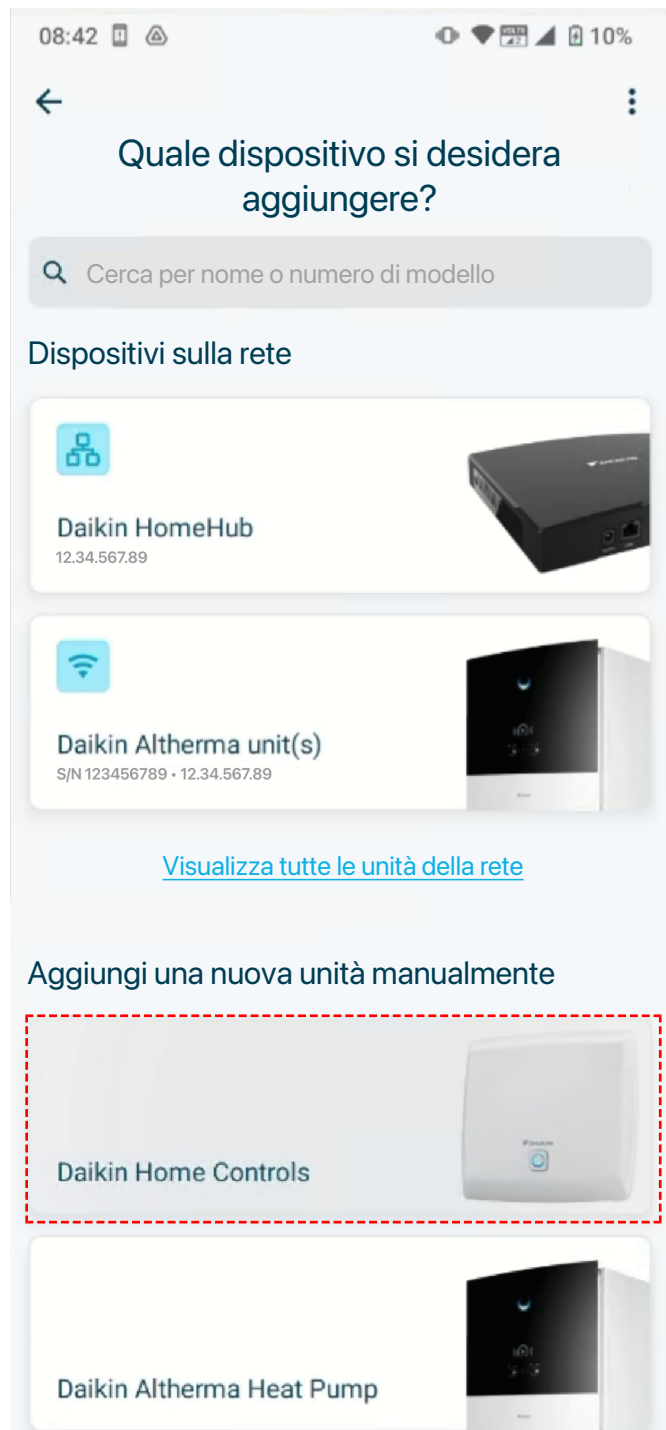 08:42
10%
Quale dispositivo si desidera
aggiungere?
Cerca per nome o numero di modello
Dispositivi sulla rete
Daikin HomeHub
12.34.567.89
Daikin Altherma unit(s)
S/N 123456789 • 12.34.567.89
Visualizza tutte le unità della rete
Aggiungi una nuova unità manualmente
DAIKIN
Daikin Home Controls
Daikin Altherma Heat Pump